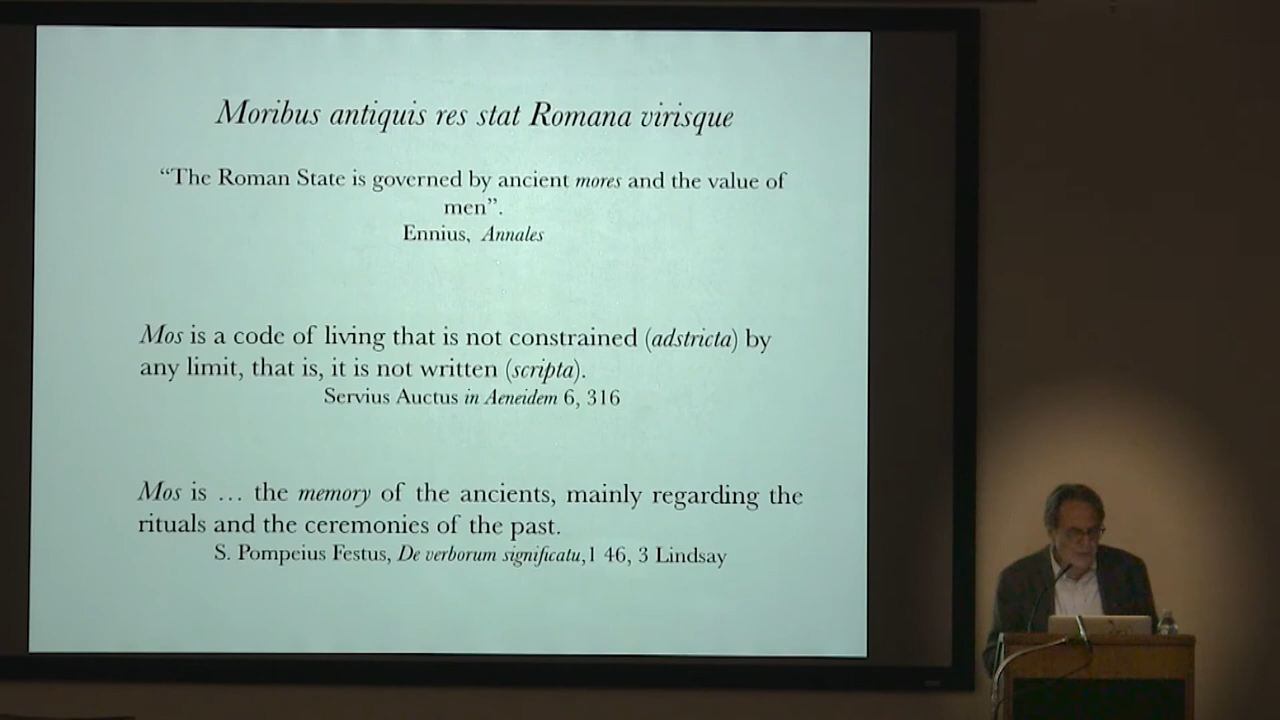 Moribus antiquis res stat Romana virisque
“The Roman State is governed by ancient mores and the value of
men”.
Ennius, Annales
Mos is a code of living that is not constrained (adstricta) by
any limit, that is, it is not written (scripta).
Servius Auctus in Aeneidem 6, 316
Mos is … the memory of the ancients, mainly regarding the
rituals and the ceremonies of the past.
S. Pompeius Festus, De verborum significatu,1 46, 3 Lindsay